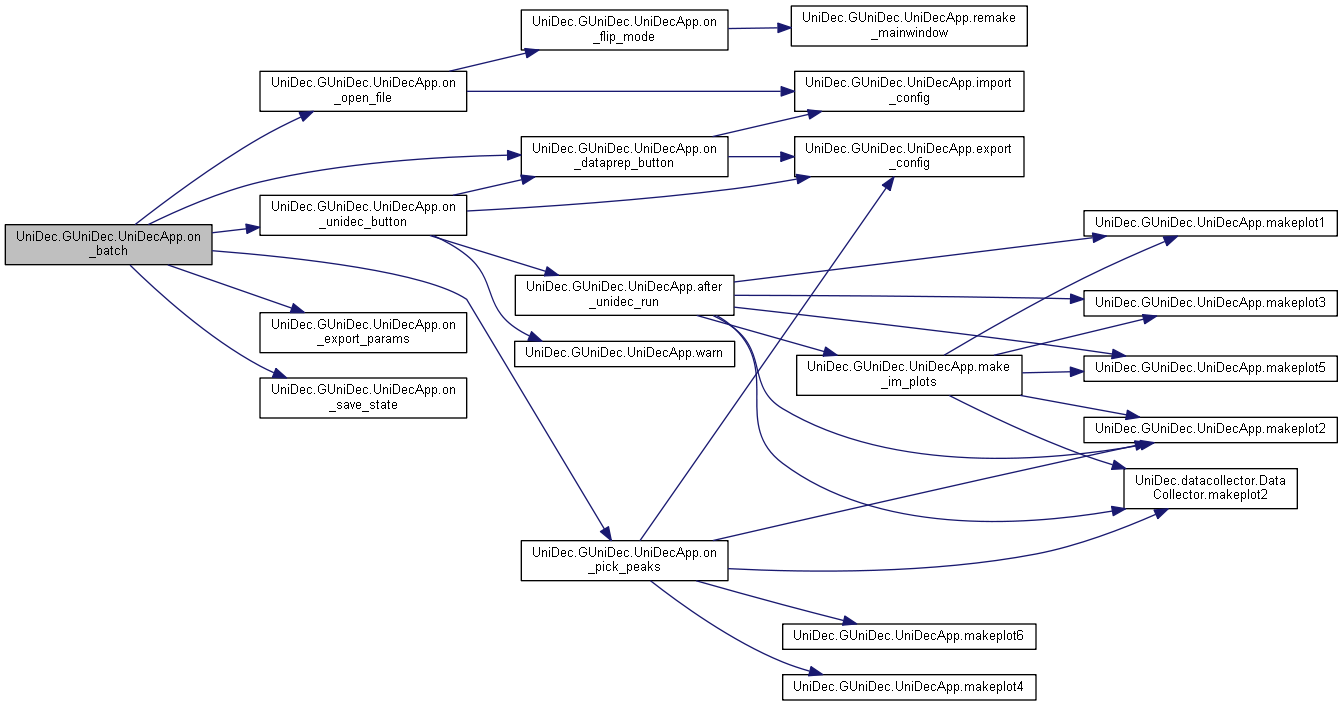 UniDec.GUniDec.UniDecApp.on
_batch
UniDec.GUniDec.UniDecApp.on
_open_file
UniDec.GUniDec.UniDecApp.on
_unidec_button
UniDec.GUniDec.UniDecApp.on
_export_params
UniDec.GUniDec.UniDecApp.on
_save_state
UniDec.GUniDec.UniDecApp.on
_flip_mode
UniDec.GUniDec.UniDecApp.on
_dataprep_button
UniDec.GUniDec.UniDecApp.after
_unidec_run
UniDec.GUniDec.UniDecApp.warn
UniDec.GUniDec.UniDecApp.on
_pick_peaks
UniDec.GUniDec.UniDecApp.remake
_mainwindow
UniDec.GUniDec.UniDecApp.import
_config
UniDec.GUniDec.UniDecApp.export
_config
UniDec.GUniDec.UniDecApp.make
_im_plots
UniDec.GUniDec.UniDecApp.makeplot6
UniDec.GUniDec.UniDecApp.makeplot4
UniDec.GUniDec.UniDecApp.makeplot1
UniDec.GUniDec.UniDecApp.makeplot3
UniDec.GUniDec.UniDecApp.makeplot5
UniDec.GUniDec.UniDecApp.makeplot2
UniDec.datacollector.Data
Collector.makeplot2